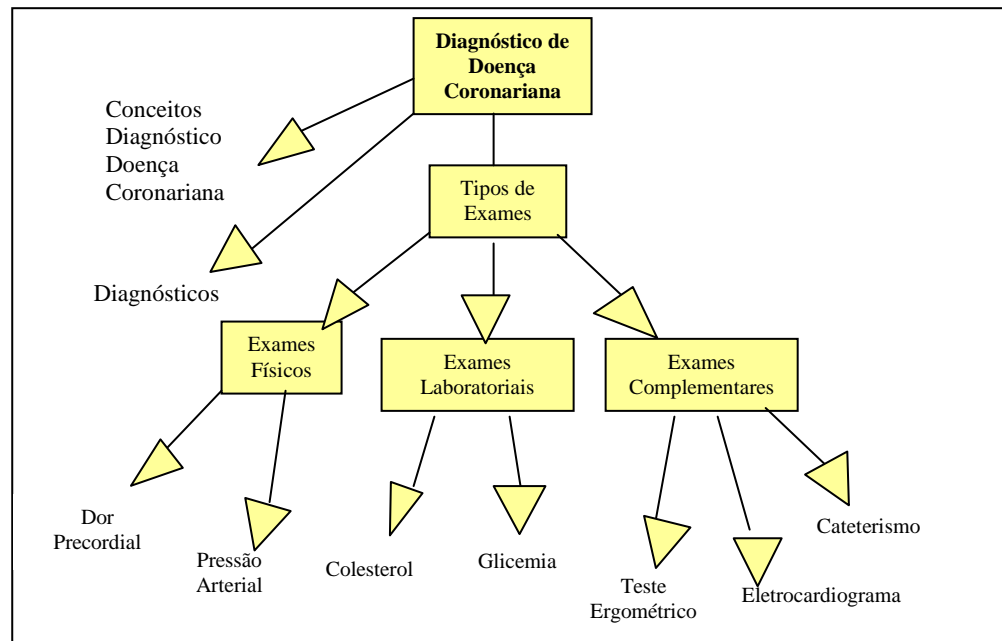 Diagnóstico de
Doença
Coronariana
Conceitos
Diagnóstico
Doença
Coronariana
Tipos de
Exames
Diagnósticos
Exames
Físicos
Exames
Laboratoriais
Exames
Complementares
Dor
Precordial
Pressão
Arterial
Colesterol
Glicemia
Teste
Ergométrico
Eletrocardiograma
Cateterismo